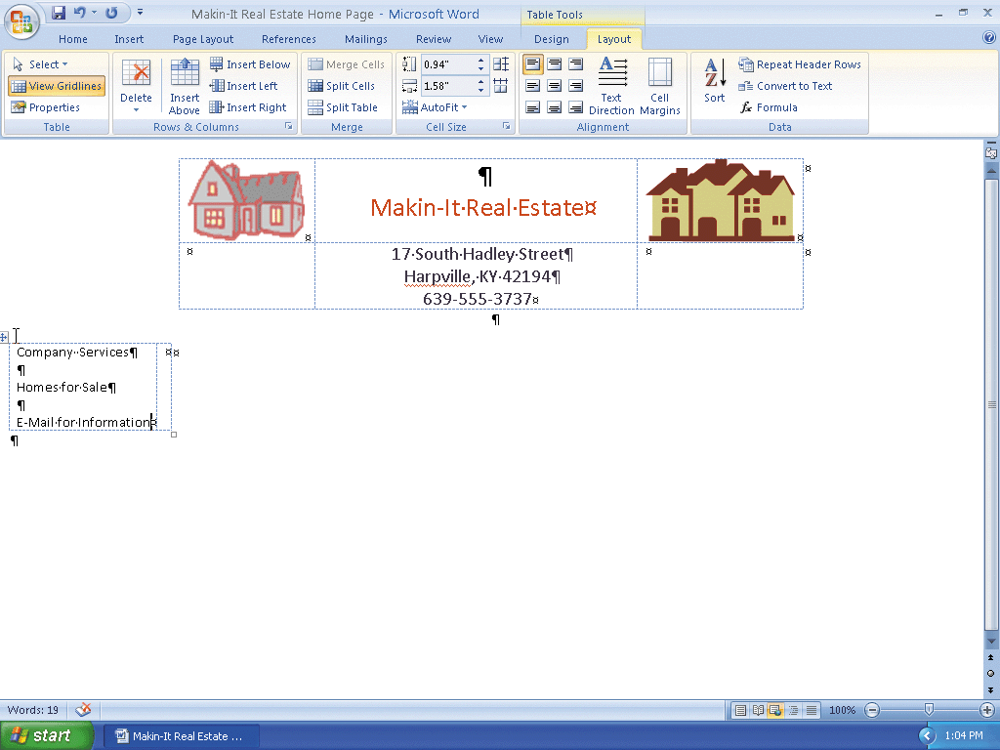 Makin-It Real Estate Home Page - Microsoft Word
Table Tools
Home Insert Page Layout References Mailings Review View Design Layout
Select
View Gridlines
Properties
Table
Delete
Insert Above
Insert Below
Insert Left
Insert Right
Rows & Columns
Merge Cells
Split Cells
Split Table
Merge
0.94"
1.58"
AutoFit
Cell Size
Text Direction
Cell Margins
Alignment
Sort
Repeat Header Rows
Convert to Text
Formula
Data
¶
Makin-It·Real·Estate¤
¤
¤
¤
17·South·Hadley·Street¶
Harpville,·KY·42194¶
639-555-3737¤
¤
¤
¤
¶
Company··Services¶
¤¤
¶
Homes·for·Sale¶
¶
E-Mail·for·Information¤
¶
Words: 19
100%
start
Makin-It Real Estate ...
1:04 PM